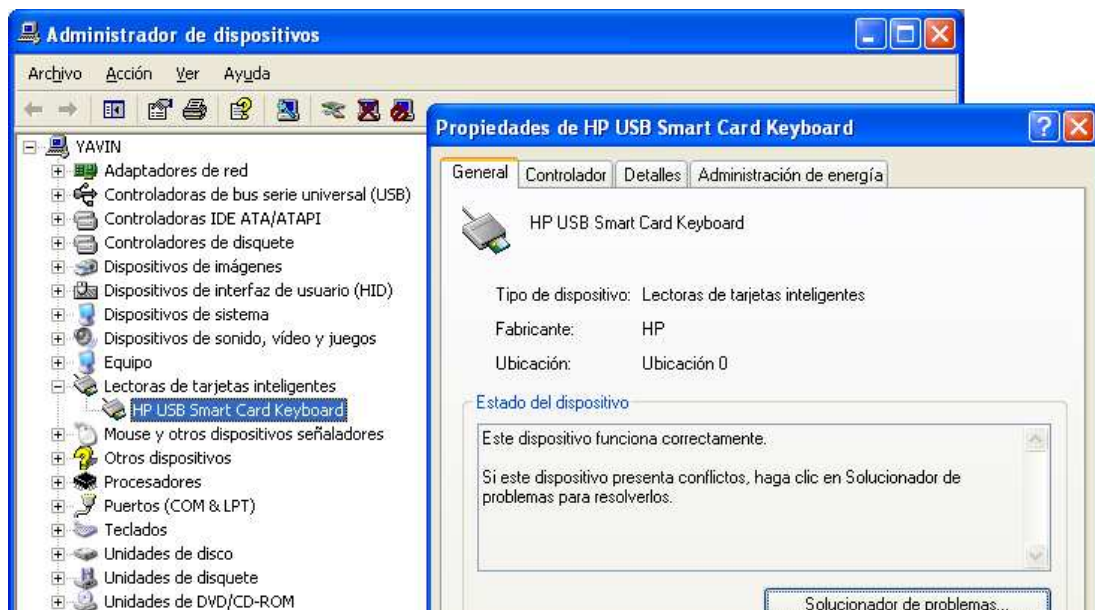 Administrador de dispositivos
Archivo Acción Ver Ayuda
YAVIN
Adaptadores de red
Controladoras de bus serie universal (USB)
Controladoras IDE ATA/ATAPI
Controladores de disquete
Dispositivos de imágenes
Dispositivos de interfaz de usuario (HID)
Dispositivos de sistema
Dispositivos de sonido, vídeo y juegos
Equipo
Lectoras de tarjetas inteligentes
HP USB Smart Card Keyboard
Mouse y otros dispositivos señaladores
Otros dispositivos
Procesadores
Puertos (COM & LPT)
Teclados
Unidades de disco
Unidades de disquete
Unidades de DVD/CD-ROM
Propiedades de HP USB Smart Card Keyboard
General Controlador Detalles Administración de energía
HP USB Smart Card Keyboard
Tipo de dispositivo: Lectoras de tarjetas inteligentes
Fabricante: HP
Ubicación: Ubicación 0
Estado del dispositivo
Este dispositivo funciona correctamente.
Si este dispositivo presenta conflictos, haga clic en Solucionador de
problemas para resolverlos.
Solucionador de problemas...